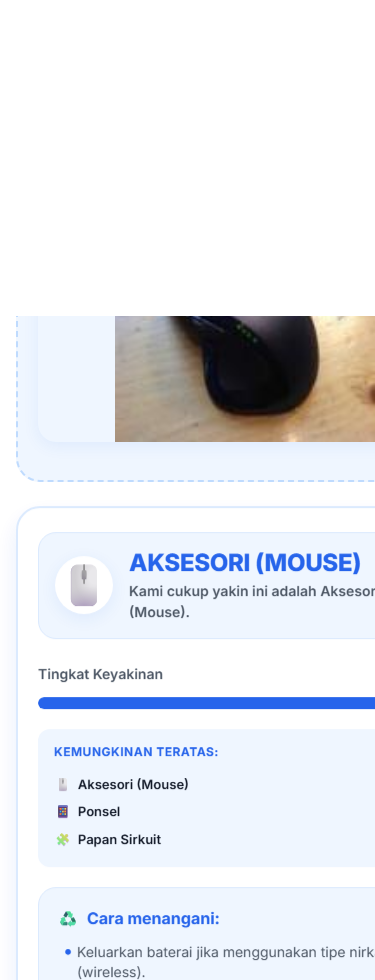 AKSESORI (MOUSE)
Kami cukup yakin ini adalah Aksesor
(Mouse).
Tingkat Keyakinan
KEMUNGKINAN TERATAS:
Aksesori (Mouse)
Ponsel
Papan Sirkuit
Cara menangani:
Keluarkan baterai jika menggunakan tipe nirk
(wireless).